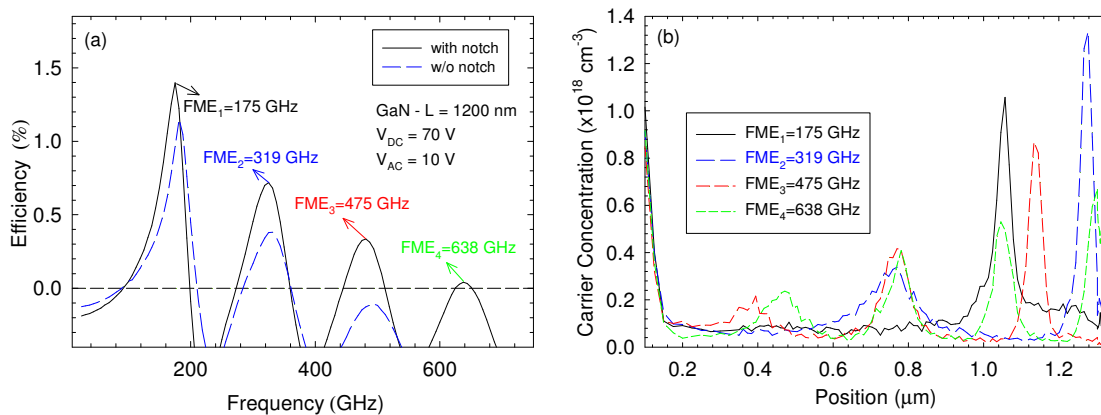 (a)
with notch
w/o notch
FME₁=175 GHz
GaN - L = 1200 nm
V_DC = 70 V
V_AC = 10 V
FME₂=319 GHz
FME₃=475 GHz
FME₄=638 GHz
Efficiency (%)
1.5
1.0
0.5
0.0
200
400
600
Frequency (GHz)
(b)
FME₁=175 GHz
FME₂=319 GHz
FME₃=475 GHz
FME₄=638 GHz
Carrier Concentration (x10¹⁸ cm⁻³)
1.4
1.2
1.0
0.8
0.6
0.4
0.2
0.0
0.2
0.4
0.6
0.8
1.0
1.2
Position (μm)